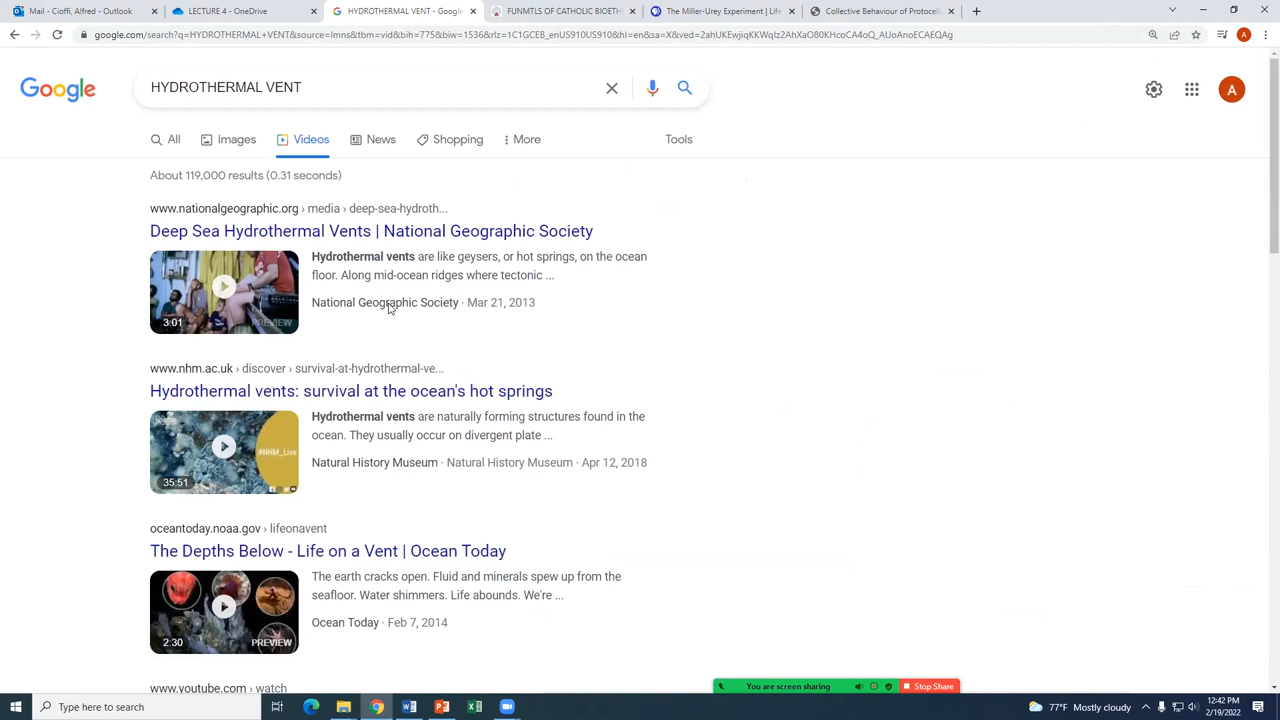 Mail - Cioffi, Alfred - Outlook
LECTURE - OneDrive
HYDROTHERMAL VENT - Google
FUNMTLS OF CATHOLIC BIOETH
The Miller-Urey Experiment | Life
Collective Behaviour of Protocell
google.com/search?q=HYDROTHERMAL VENT&source=lnms&tbm=vid&bih=775&biw=1536&rlz=1C1GCEB_enUS910US910&hl=en&sa=X&ved=2ahUKEwjiqKKWqIz2AhXaO80KHcoCA4oQ_AUoAnoECAEQAg
A
Google
HYDROTHERMAL VENT
A
All
Images
Videos
News
Shopping
More
Tools
About 119,000 results (0.31 seconds)
www.nationalgeographic.org › media › deep-sea-hydroth...
Deep Sea Hydrothermal Vents | National Geographic Society
Hydrothermal vents are like geysers, or hot springs, on the ocean
floor. Along mid-ocean ridges where tectonic ...
National Geographic Society · Mar 21, 2013
3:01
PREVIEW
www.nhm.ac.uk › discover › survival-at-hydrothermal-ve...
Hydrothermal vents: survival at the ocean's hot springs
Hydrothermal vents are naturally forming structures found in the
ocean. They usually occur on divergent plate ...
#NHM_Live
Natural History Museum · Natural History Museum · Apr 12, 2018
35:51
oceantoday.noaa.gov › lifeonavent
The Depths Below - Life on a Vent | Ocean Today
The earth cracks open. Fluid and minerals spew up from the
seafloor. Water shimmers. Life abounds. We're ...
Ocean Today · Feb 7, 2014
2:30
PREVIEW
www.youtube.com › watch
You are screen sharing
Stop Share
Type here to search
77°F Mostly cloudy
12:42 PM
2/19/2022